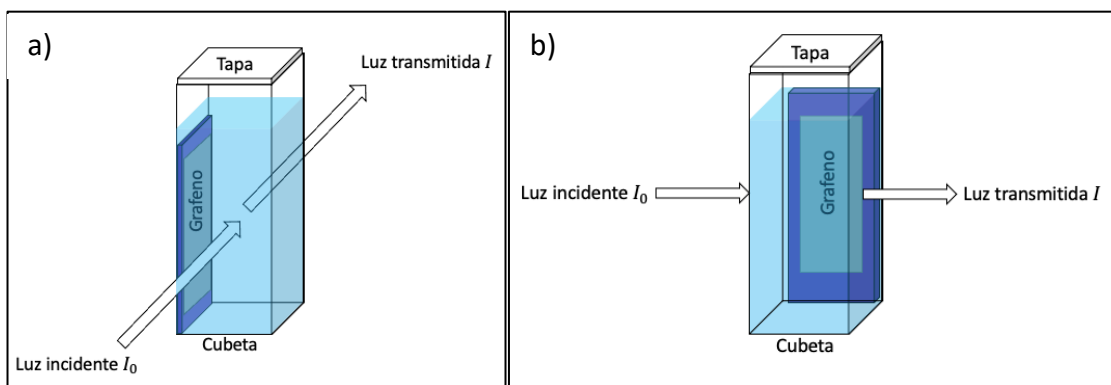 a)
Tapa
Luz transmitida I
Grafeno
Luz incidente I₀
Cubeta
b)
Tapa
Luz incidente I₀
Grafeno
Luz transmitida I
Cubeta